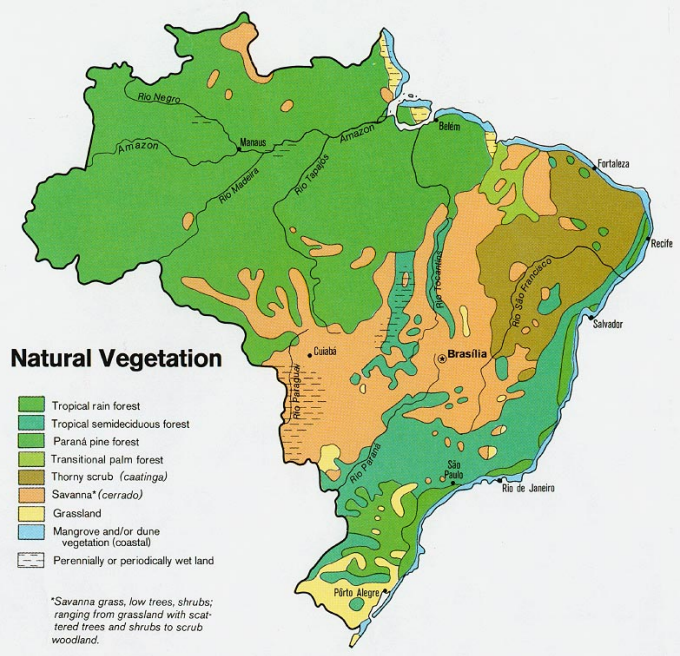 Rio Negro
Amazon
Manaus
Amazon
Belém
Rio Madeira
Rio Tapajós
Fortaleza
Recife
Rio Tocantins
Rio São Francisco
Salvador
Natural Vegetation
Cuiabá
Brasília
Rio Paraguai
Tropical rain forest
Tropical semideciduous forest
Paraná pine forest
Transitional palm forest
Thorny scrub (caatinga)
Savanna* (cerrado)
Grassland
Mangrove and/or dune
vegetation (coastal)
Perennially or periodically wet land
Rio Paraná
São
Paulo
Rio de Janeiro
Pôrto Alegre
*Savanna grass, low trees, shrubs;
ranging from grassland with scat-
tered trees and shrubs to scrub
woodland.